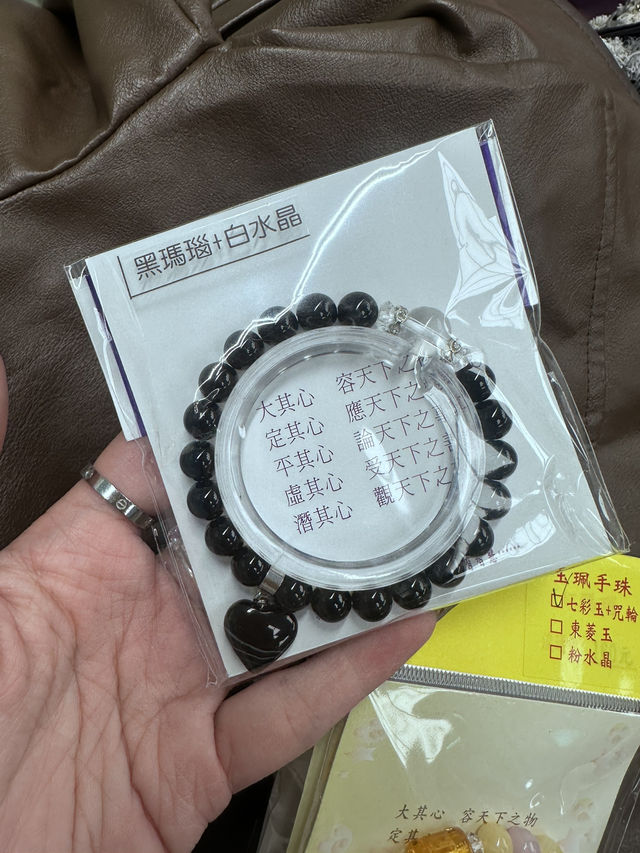 黑瑪瑙+白水晶
大其心 容天下之
定其心 應天下之
平其心 論天下之
虛其心 受天下之
潛其心 觀天下之
玉珮手珠
七彩玉+咒輪
東菱玉
粉水晶
大其心 容天下之物
定其